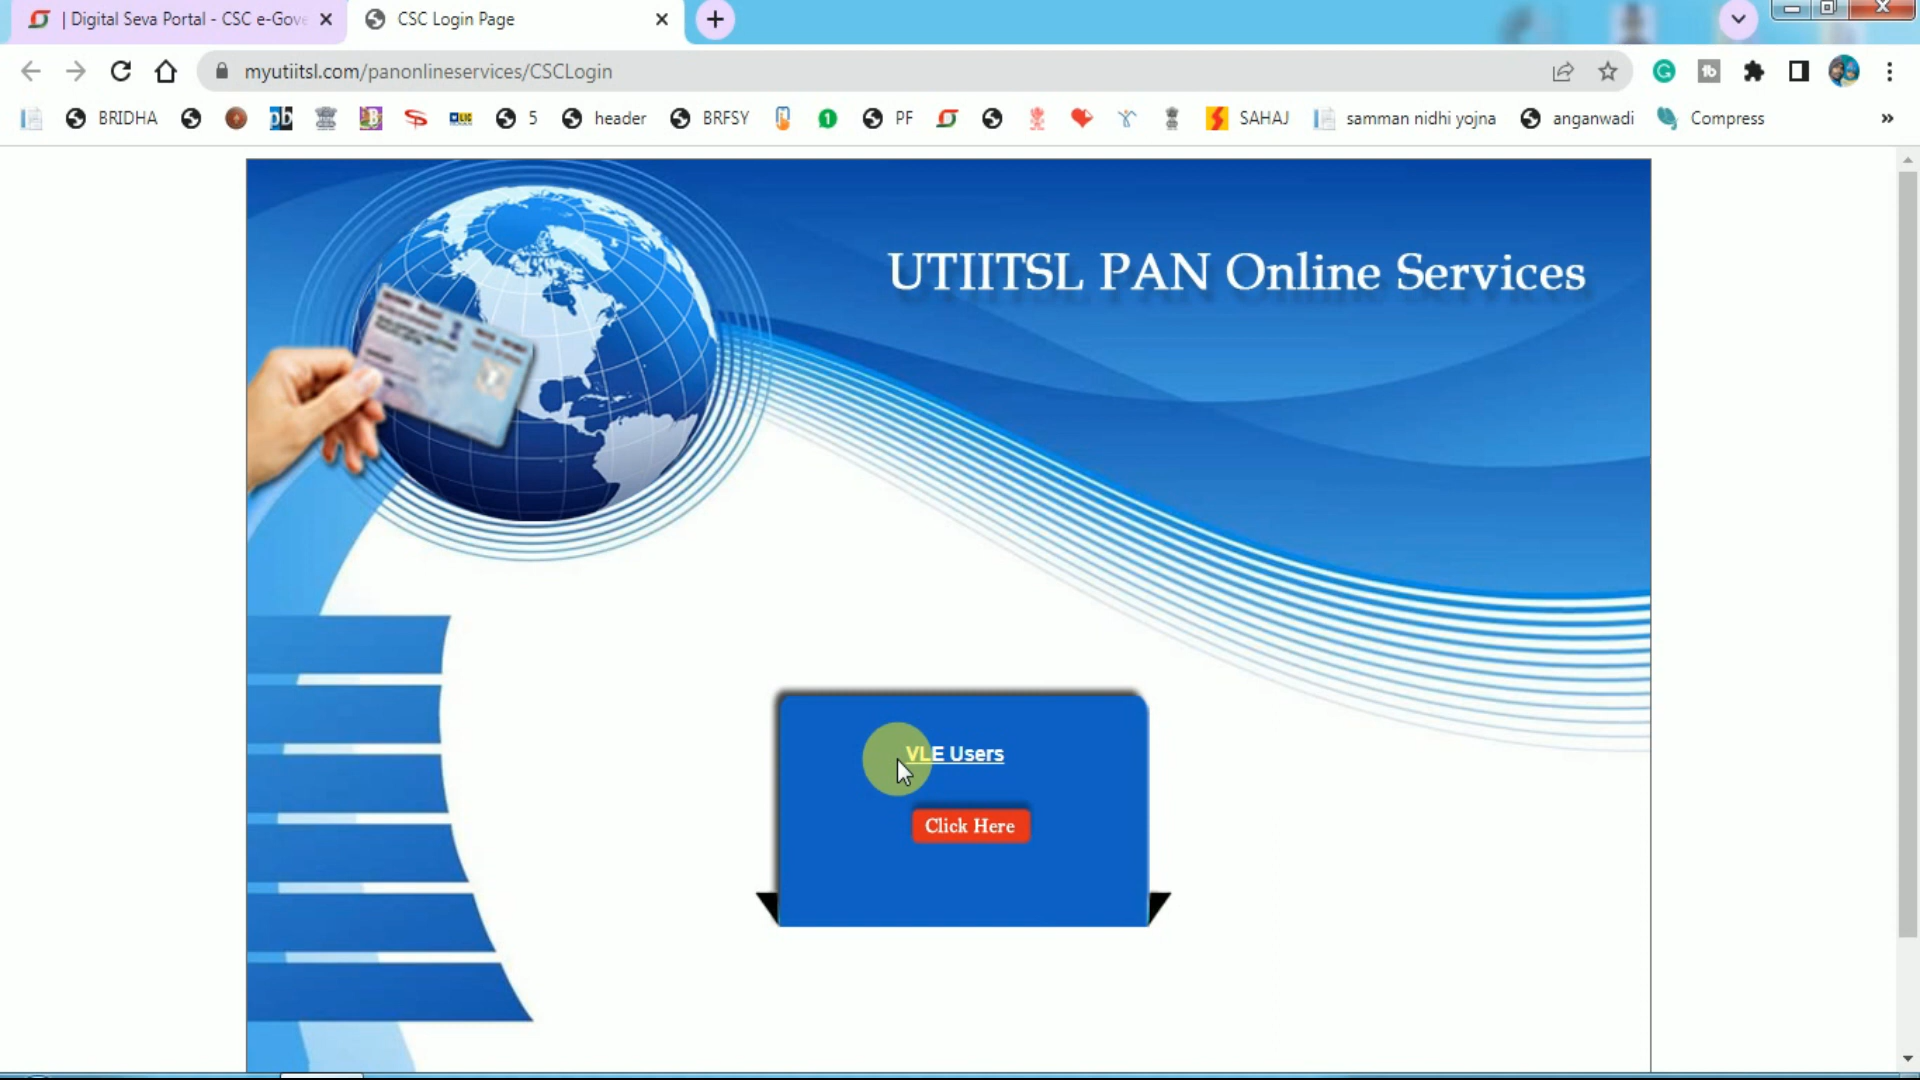 | Digital Seva Portal - CSC e-Gove
CSC Login Page
myutiitsl.com/panonlineservices/CSCLogin
BRIDHA
5
header
BRFSY
PF
SAHAJ
samman nidhi yojna
anganwadi
Compress
»
UTIITSL PAN Online Services
VLE Users
Click Here